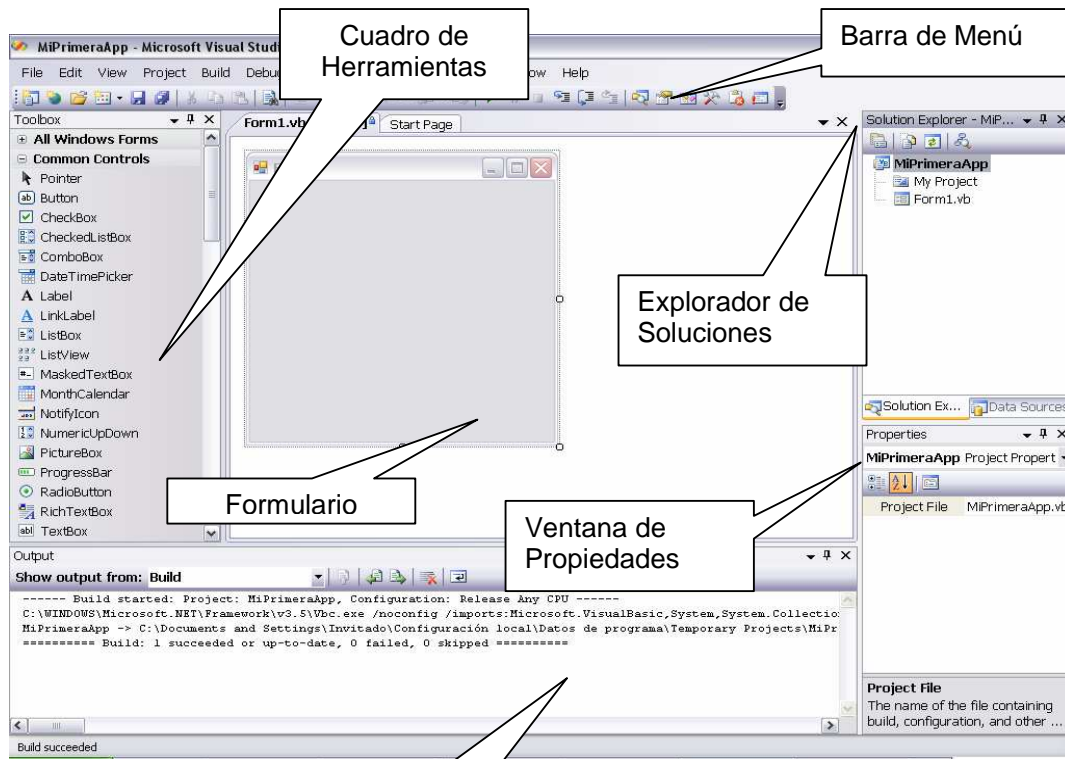 Cuadro de
Herramientas
Barra de Menú
MiPrimeraApp - Microsoft Visual
File Edit View Project Build Help
Toolbox
Form1.vb
Start Page
Solution Explorer - MiP...
All Windows Forms
Common Controls
Pointer
Button
CheckBox
CheckedListBox
ComboBox
DateTimePicker
Label
LinkLabel
ListBox
ListView
MaskedTextBox
MonthCalendar
NotifyIcon
NumericUpDown
PictureBox
ProgressBar
RadioButton
RichTextBox
TextBox
MiPrimeraApp
My Project
Form1.vb
Explorador de
Soluciones
Formulario
Ventana de
Propiedades
Solution Ex... Data Sources
Properties
MiPrimeraApp Project Propert
Project File MiPrimeraApp.vb
Project File
The name of the file containing
build, configuration, and other ...
Output
Show output from: Build
------ Build started: Project: MiPrimeraApp, Configuration: Release Any CPU ------
C:\WINDOWS\Microsoft.NET\Framework\v3.5\Vbc.exe /noconfig /imports:Microsoft.VisualBasic,System,System.Collectio
MiPrimeraApp -> C:\Documents and Settings\Invitado\Configuración local\Datos de programa\Temporary Projects\MiPr
========== Build: 1 succeeded or up-to-date, 0 failed, 0 skipped ==========
Build succeeded